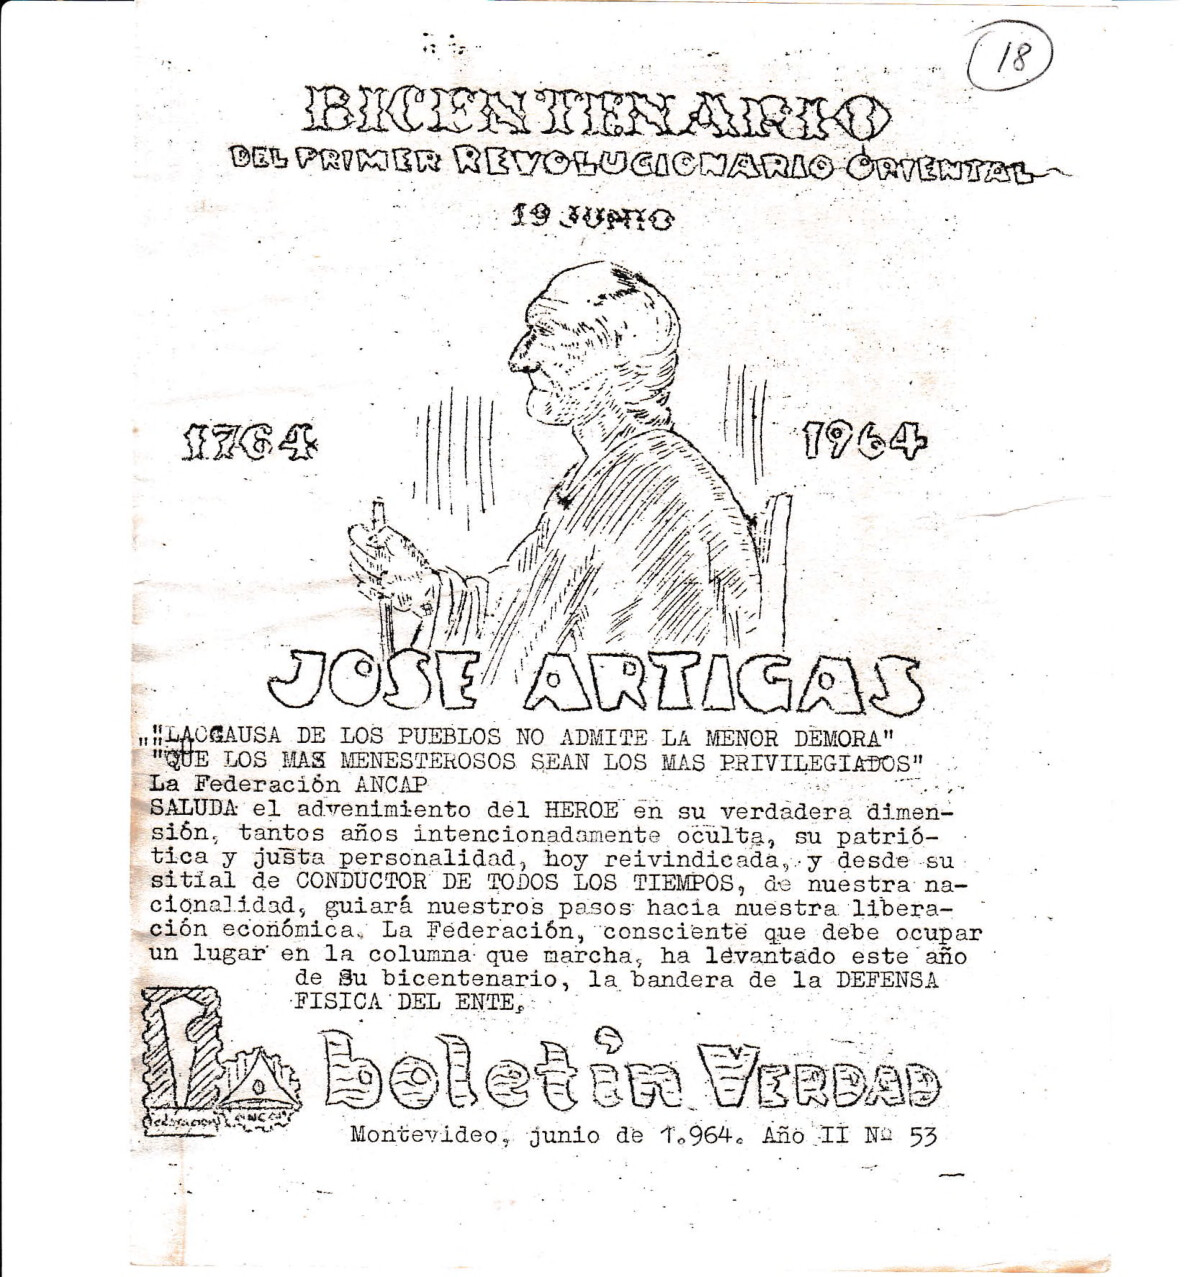 18
BICENTENARIO
DEL PRIMER REVOLUCIONARIO ORIENTAL
19 JUNIO
1764
1964
JOSE ARTIGAS
"LA CAUSA DE LOS PUEBLOS NO ADMITE LA MENOR DEMORA"
"QUE LOS MAS MENESTEROSOS SEAN LOS MAS PRIVILEGIADOS"
La Federación ANCAP
SALUDA el advenimiento del HEROE en su verdadera dimen-
sión, tantos años intencionadamente oculta, su patrió-
tica y justa personalidad, hoy reivindicada, y desde su
sitial de CONDUCTOR DE TODOS LOS TIEMPOS, de nuestra na-
cionalidad, guiará nuestros pasos hacia nuestra libera-
ción económica. La Federación, consciente que debe ocupar
un lugar en la columna que marcha, ha levantado este año
de su bicentenario, la bandera de la DEFENSA
FISICA DEL ENTE.
boletin VERDAD
federacion ANCAP
Montevideo, junio de 1.964. Año II Nº 53